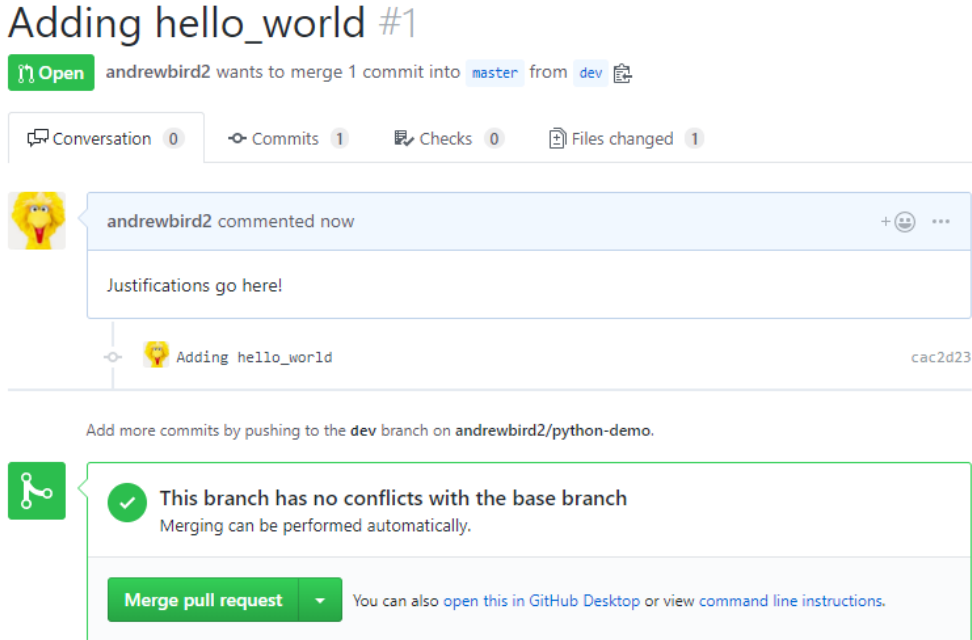 Adding hello_world #1
Open andrewbird2 wants to merge 1 commit into master from dev
Conversation 0 Commits 1 Checks 0 Files changed 1
andrewbird2 commented now
Justifications go here!
Adding hello_world cac2d23
Add more commits by pushing to the dev branch on andrewbird2/python-demo.
This branch has no conflicts with the base branch
Merging can be performed automatically.
Merge pull request You can also open this in GitHub Desktop or view command line instructions.